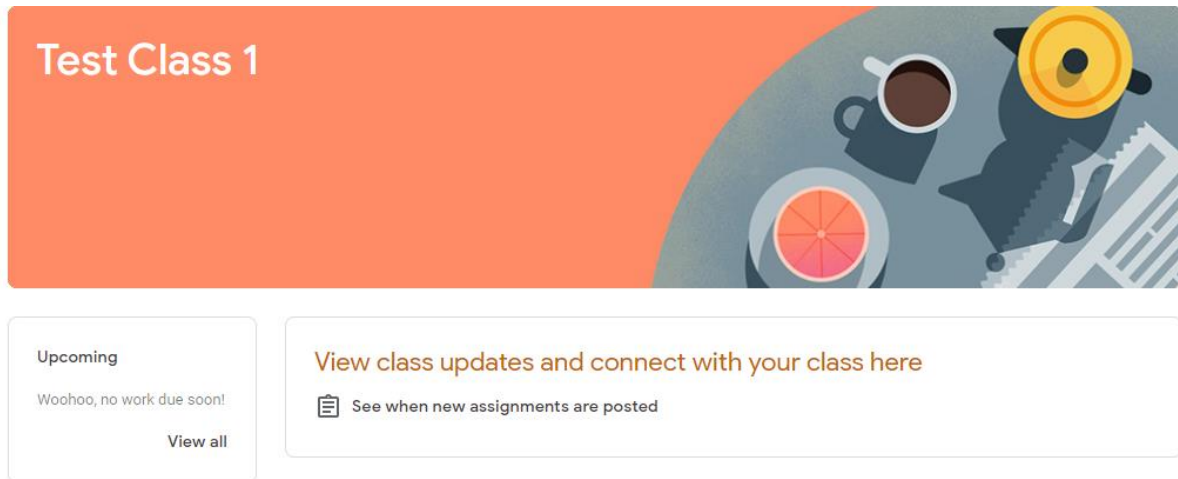 Test Class 1
Upcoming
Woohoo, no work due soon!
View all
View class updates and connect with your class here
See when new assignments are posted